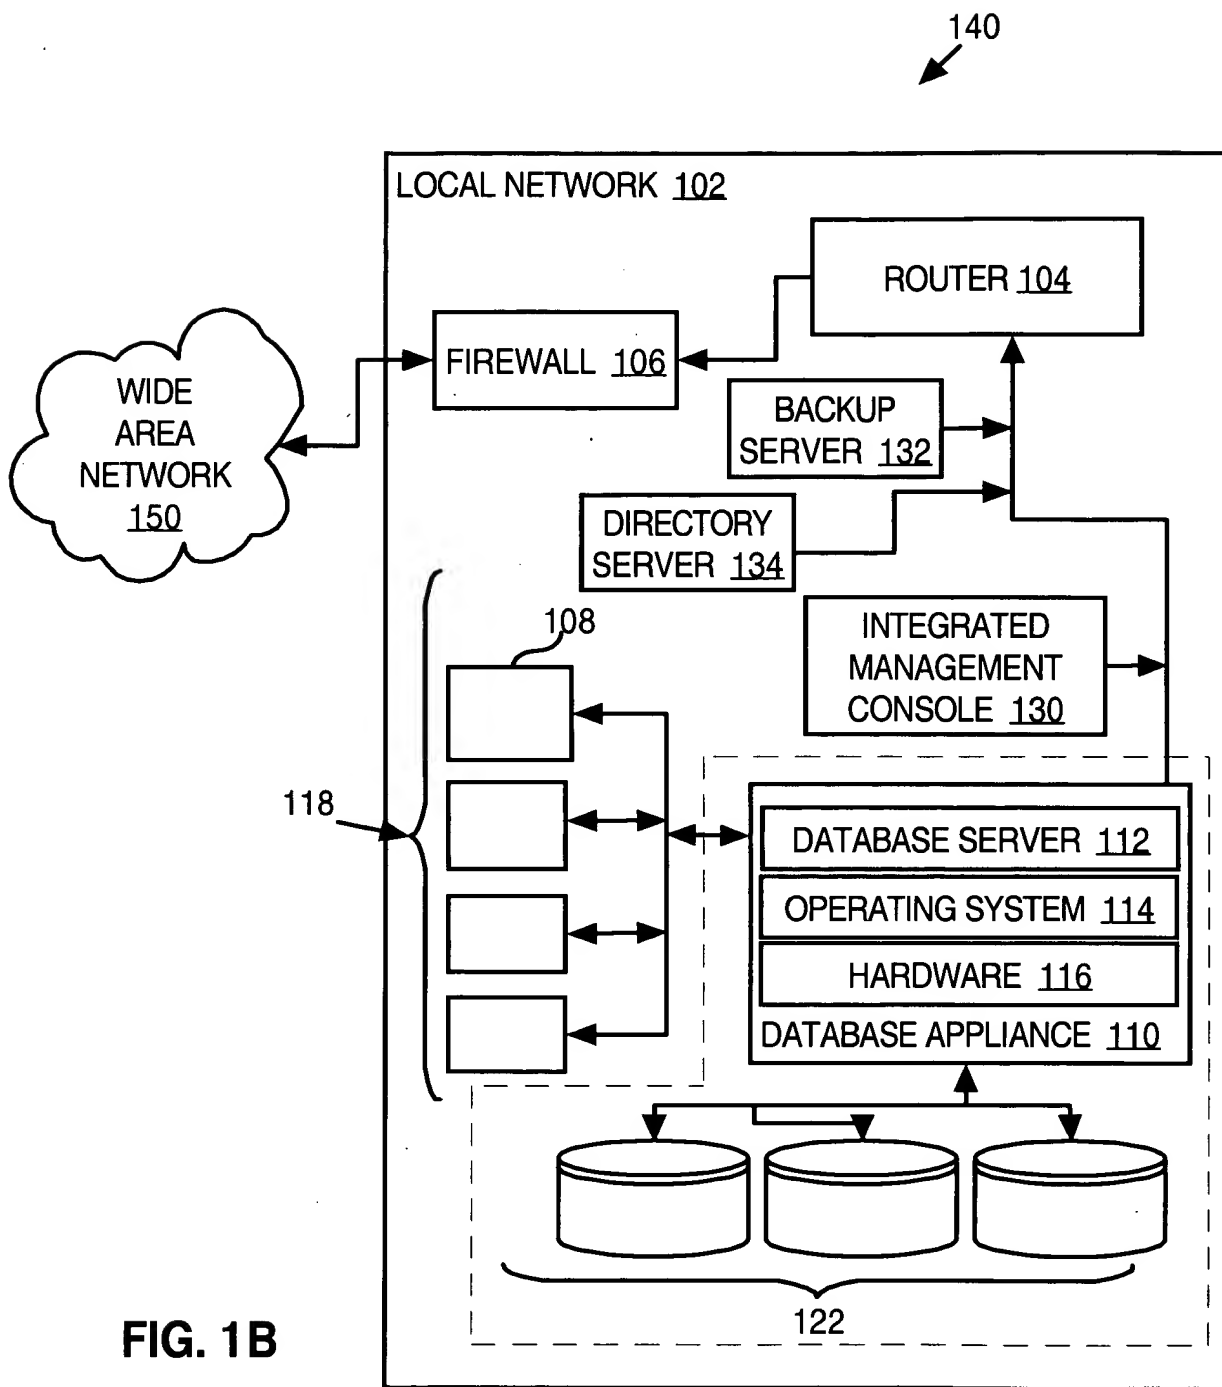 140
LOCAL NETWORK 102
ROUTER 104
FIREWALL 106
WIDE
AREA
NETWORK
150
BACKUP
SERVER 132
DIRECTORY
SERVER 134
108
INTEGRATED
MANAGEMENT
CONSOLE 130
118
DATABASE SERVER 112
OPERATING SYSTEM 114
HARDWARE 116
DATABASE APPLIANCE 110
122
FIG. 1B